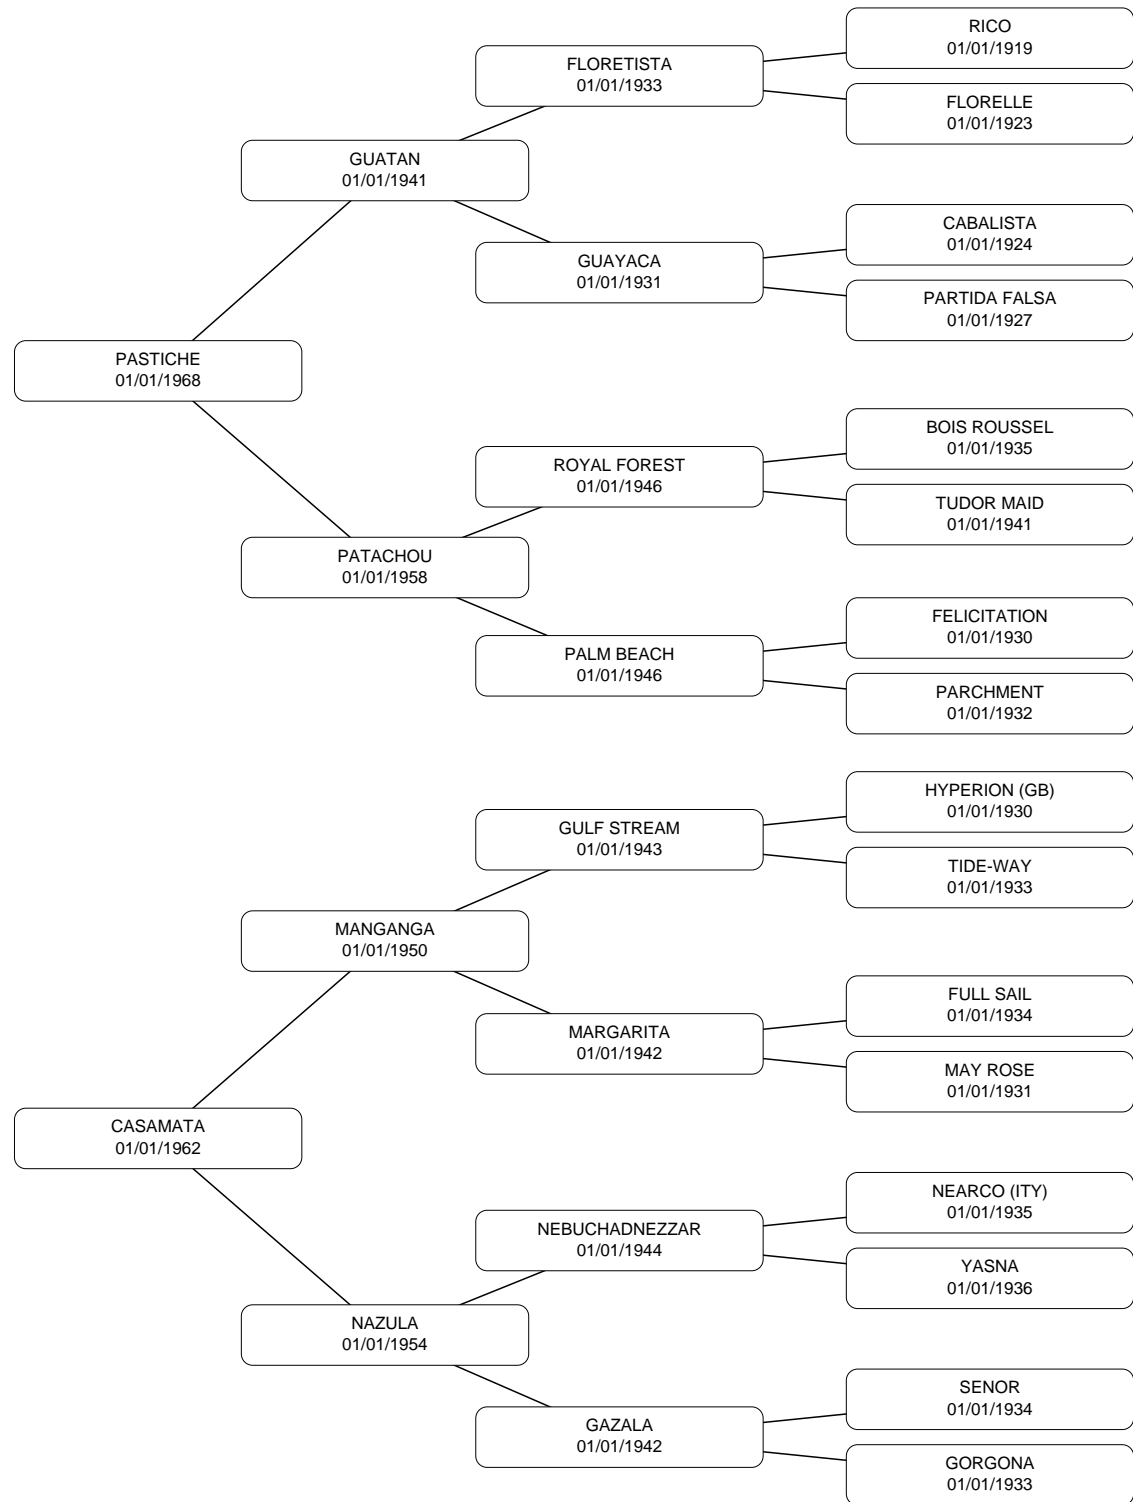 RICO
01/01/1919
FLORETISTA
01/01/1933
FLORELLE
01/01/1923
GUATAN
01/01/1941
CABALISTA
01/01/1924
GUAYACA
01/01/1931
PARTIDA FALSA
01/01/1927
PASTICHE
01/01/1968
BOIS ROUSSEL
01/01/1935
ROYAL FOREST
01/01/1946
TUDOR MAID
01/01/1941
PATACHOU
01/01/1958
FELICITATION
01/01/1930
PALM BEACH
01/01/1946
PARCHMENT
01/01/1932
HYPERION (GB)
01/01/1930
GULF STREAM
01/01/1943
TIDE-WAY
01/01/1933
MANGANGA
01/01/1950
FULL SAIL
01/01/1934
MARGARITA
01/01/1942
MAY ROSE
01/01/1931
CASAMATA
01/01/1962
NEARCO (ITY)
01/01/1935
NEBUCHADNEZZAR
01/01/1944
YASNA
01/01/1936
NAZULA
01/01/1954
SENOR
01/01/1934
GAZALA
01/01/1942
GORGONA
01/01/1933